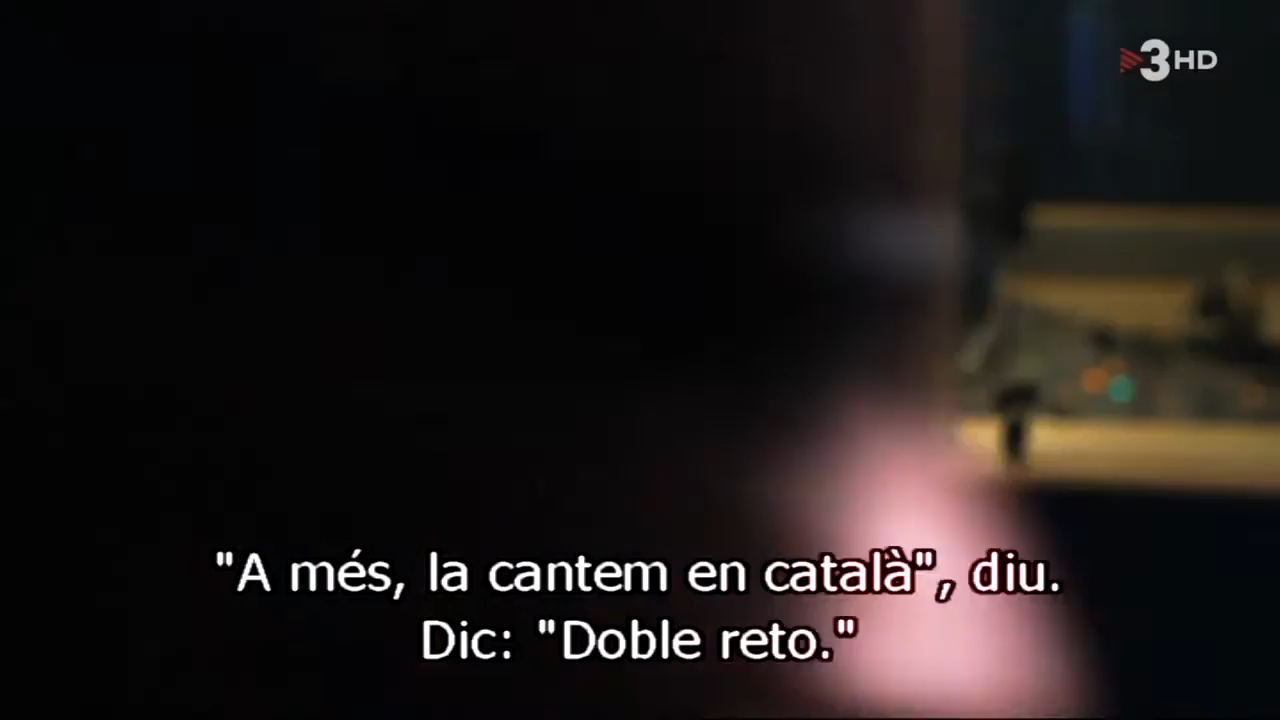 3HD
"A més, la cantem en català", diu.
Dic: "Doble reto."